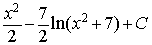 x²/2 − 7/2 ln(x² + 7) + C